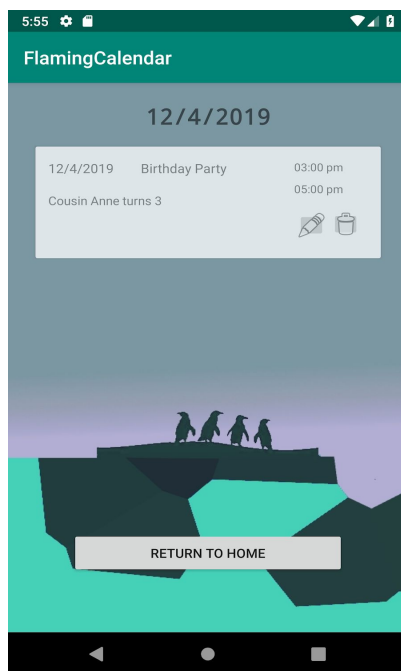 5:55
FlamingCalendar
12/4/2019
12/4/2019 Birthday Party 03:00 pm
05:00 pm
Cousin Anne turns 3
RETURN TO HOME